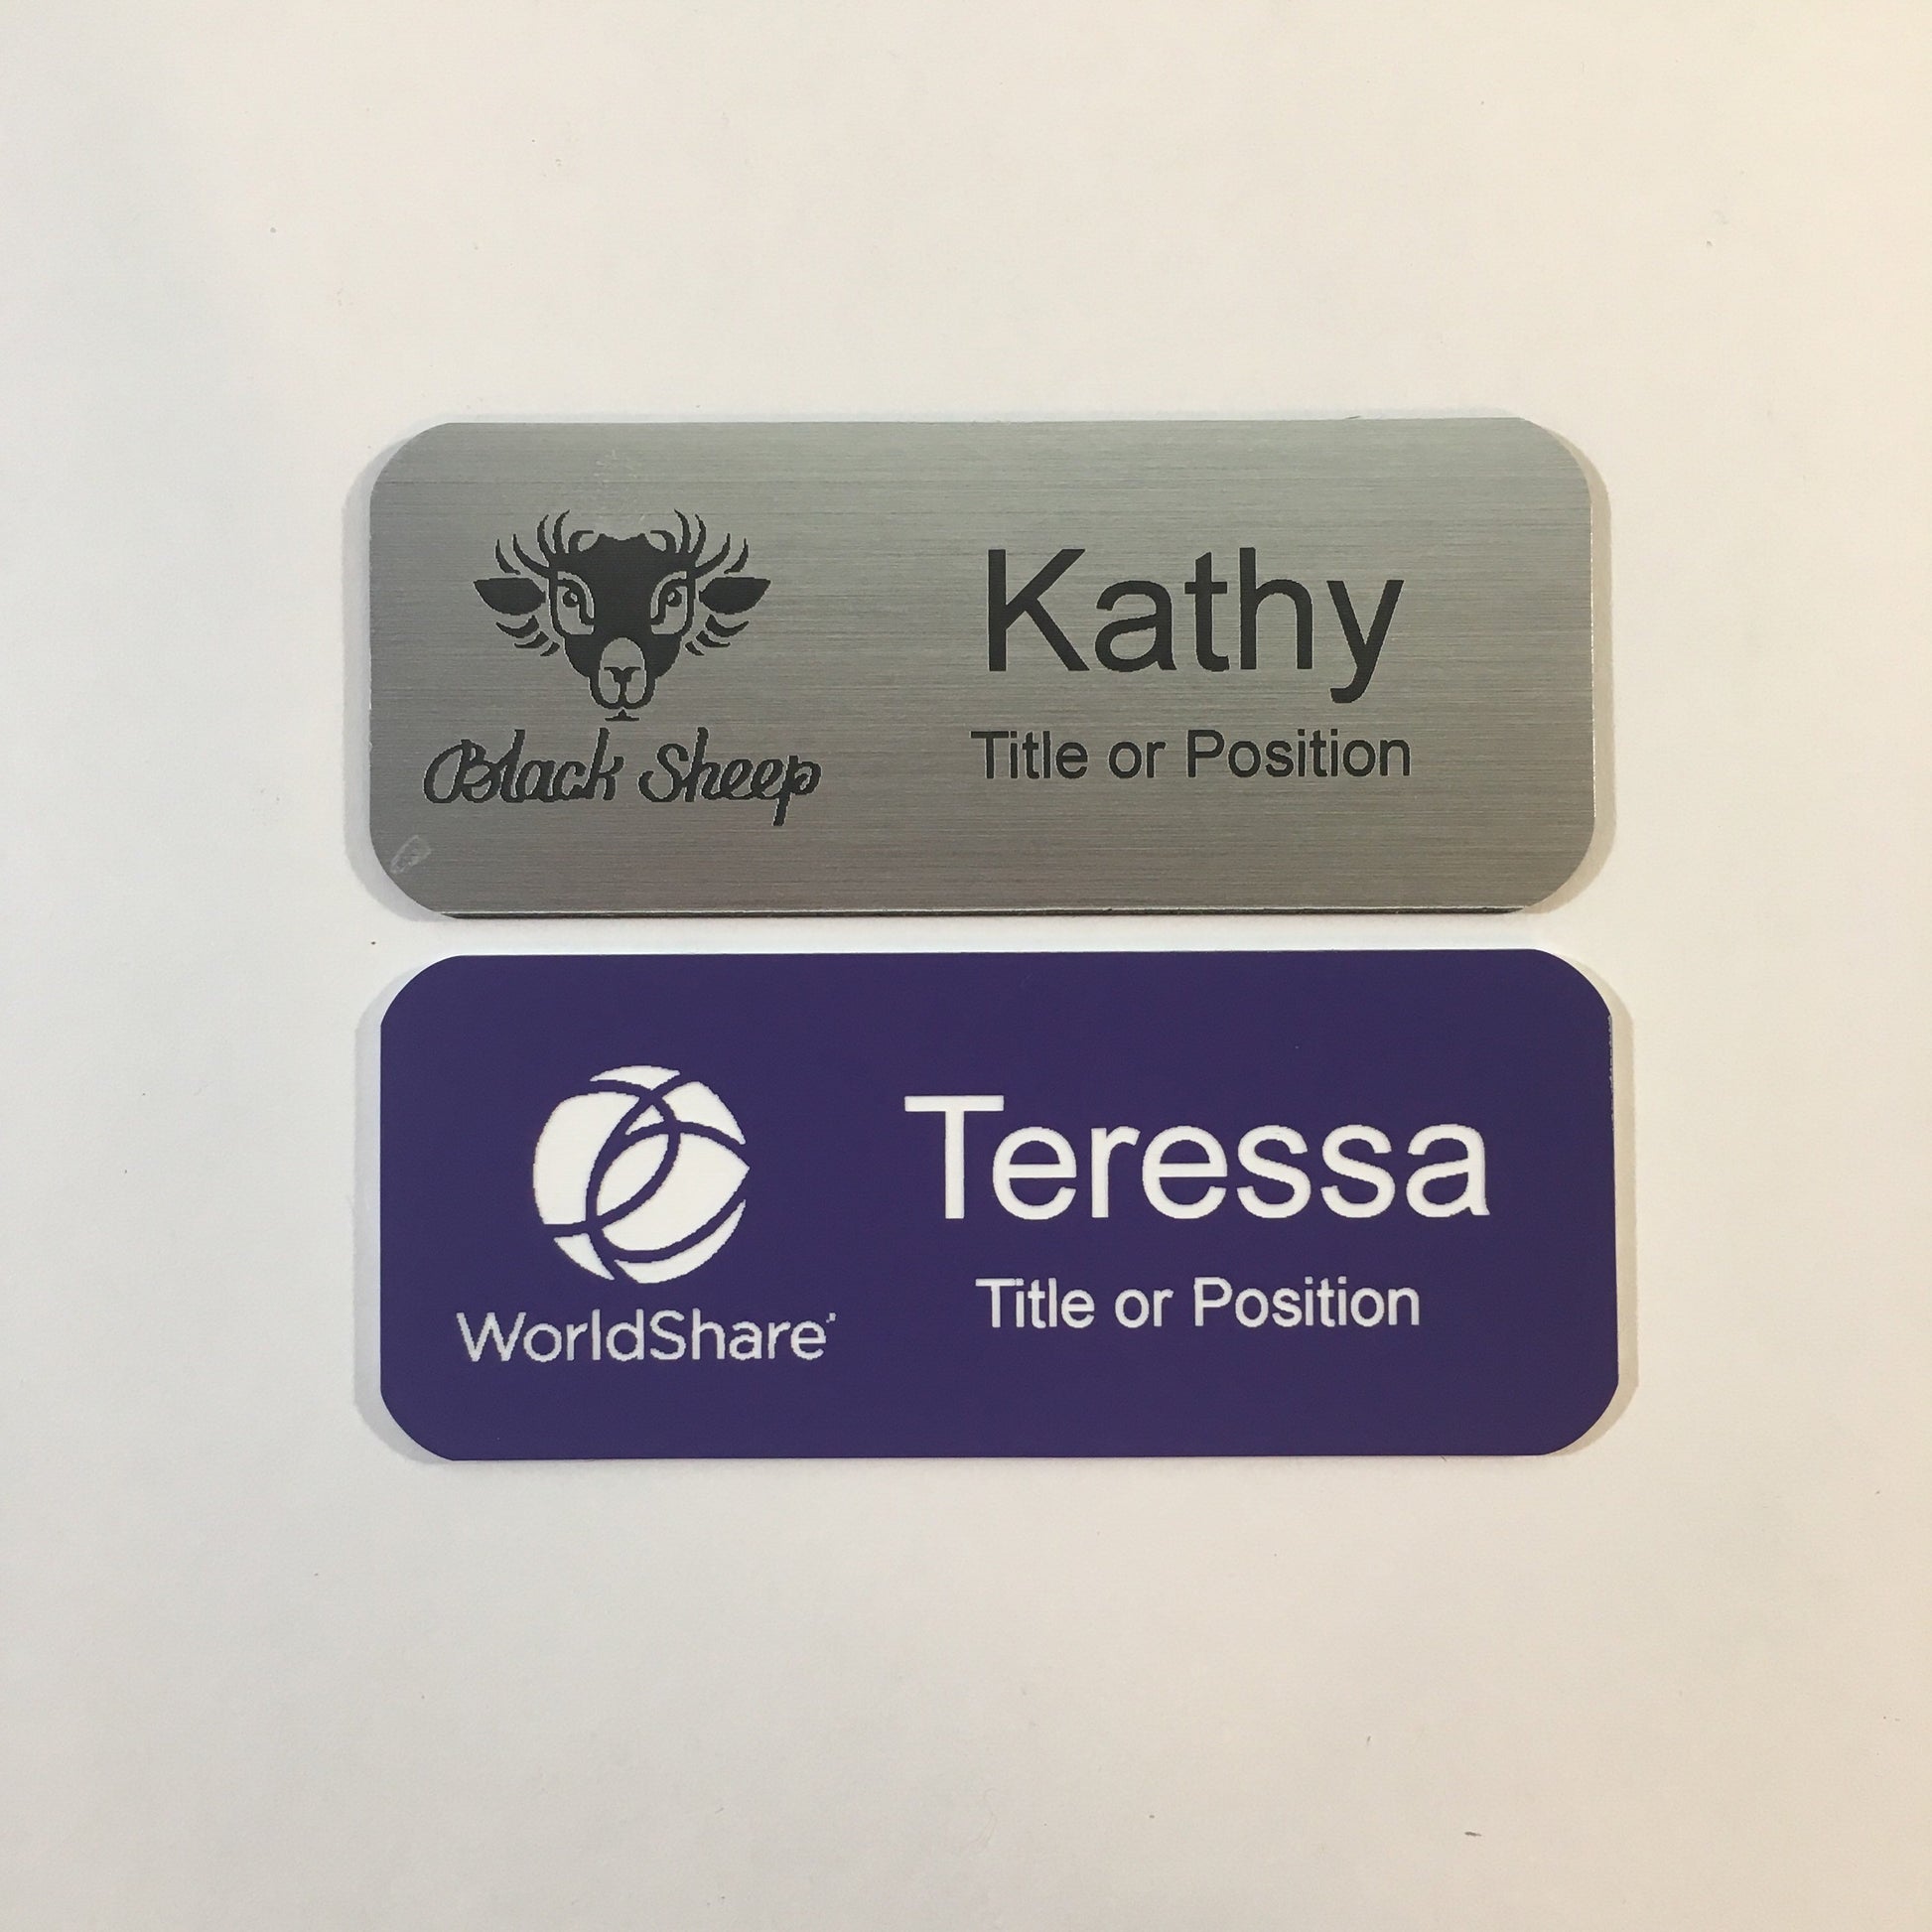 Kathy
Title or Position
Black Sheep
Teressa
Title or Position
WorldShare